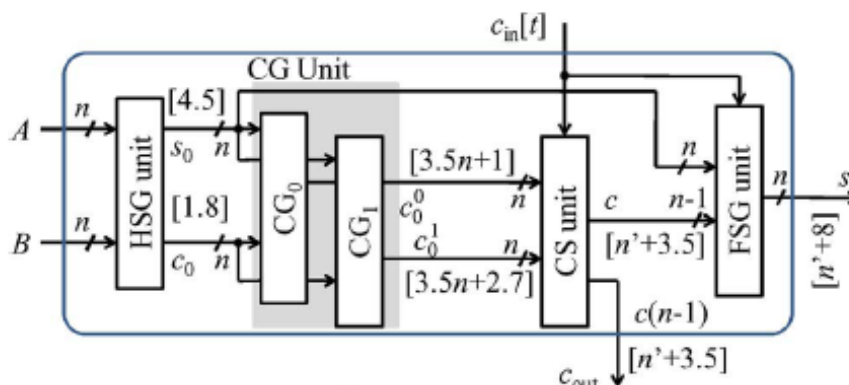 c_in[t]
CG Unit
[4.5]
n
n
A
s_0
n
HSG unit
CG_0
CG_1
[3.5n+1]
n
c_0^0
CS unit
c
n-1
n
FSG unit
n
s
[1.8]
B
n
c_0
n
c_0^1
n
[3.5n+2.7]
[n'+3.5]
[n'+8]
c(n-1)
[n'+3.5]
c_out